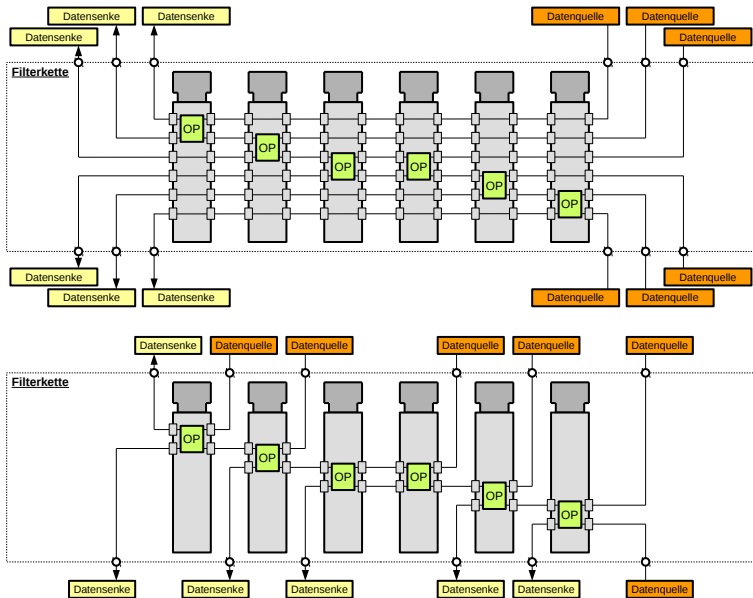 Datensenke Datensenke Datenquelle Datenquelle
Datensenke Datenquelle
Filterkette
OP
OP
OP OP
OP
OP
Datensenke Datenquelle
Datensenke Datensenke Datenquelle Datenquelle
Datensenke Datenquelle Datenquelle Datensenke Datenquelle Datenquelle
Filterkette
OP
OP
OP OP
OP
OP
Datensenke Datensenke Datensenke Datensenke Datensenke Datenquelle